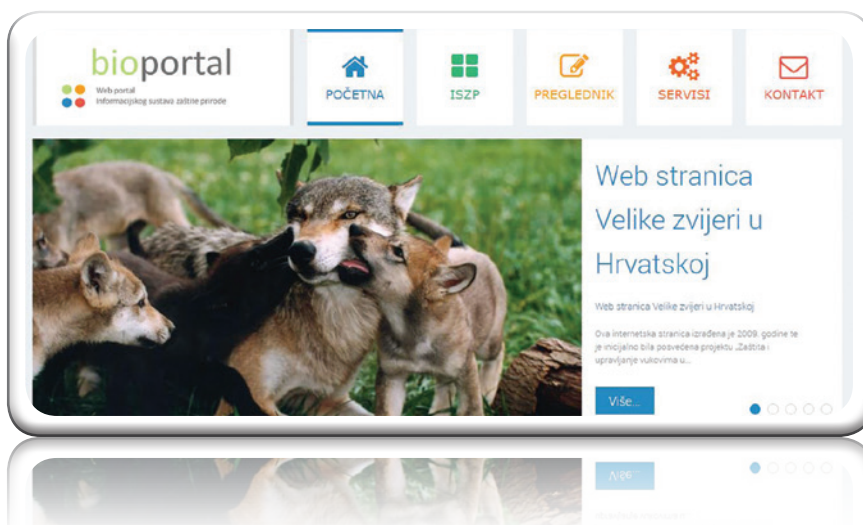 bioportal
Web portal
Informacijskog sustava zaštite prirode
POČETNA
ISZP
PREGLEDNIK
SERVISI
KONTAKT
Web stranica
Velike zvijeri u
Hrvatskoj
Web stranica Velike zvijeri u Hrvatskoj
Ova internetska stranica izrađena je 2009. godine te
je inicijalno bila posvećena projektu „Zaštita i
upravljanje vukovima u...
Više...